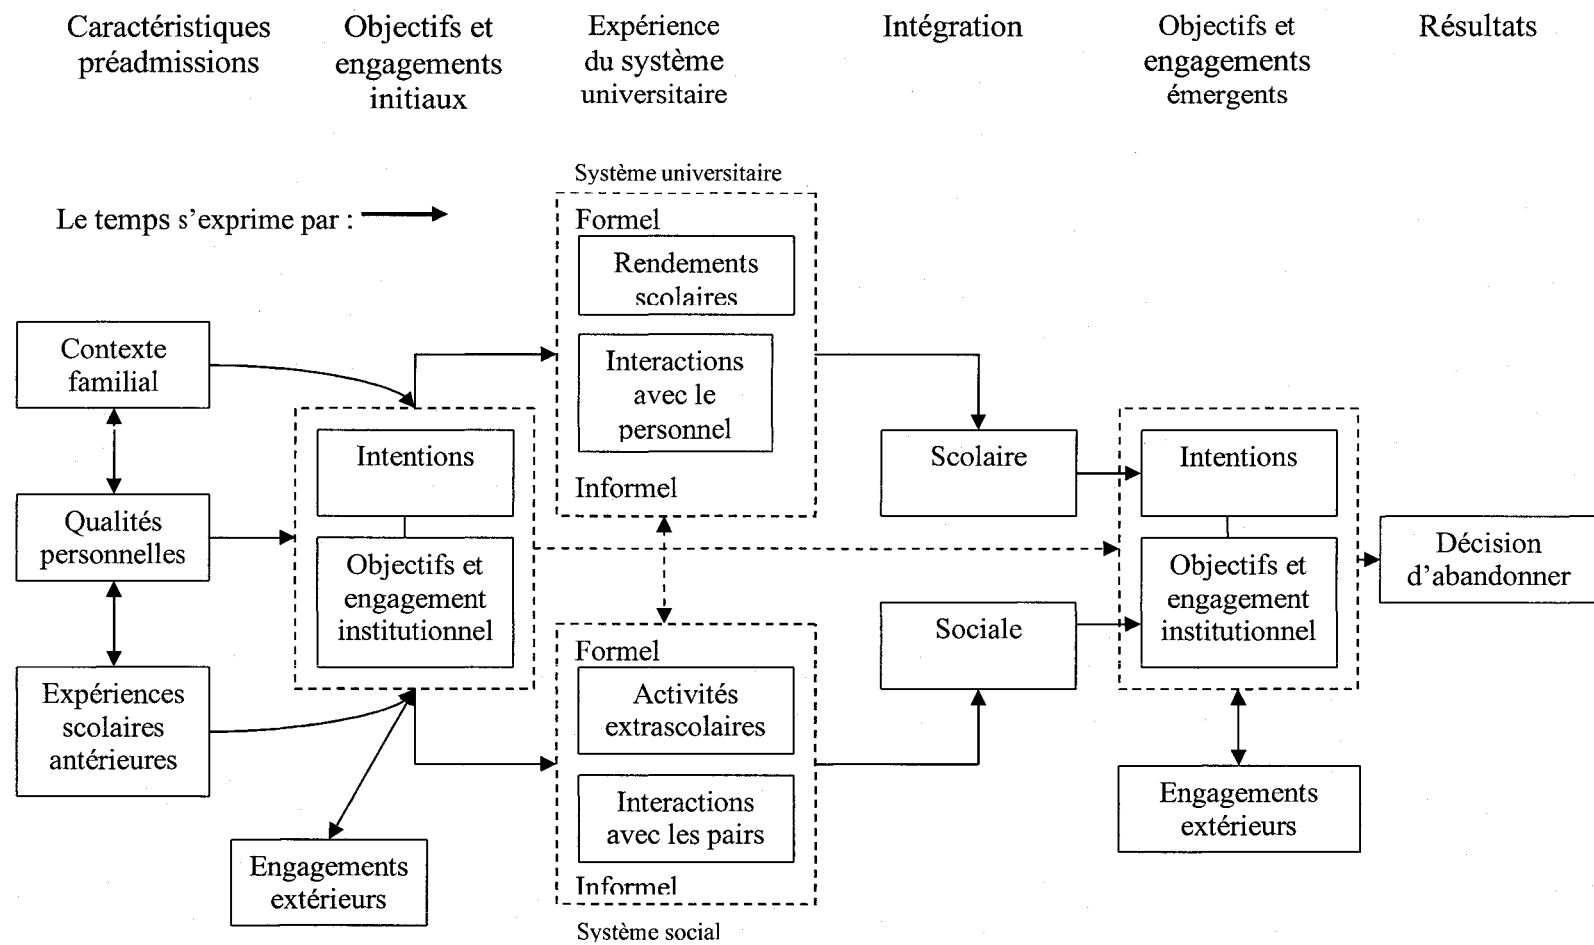 Caractéristiques
préadmissions
Objectifs et
engagements
initiaux
Expérience
du système
universitaire
Intégration
Objectifs et
engagements
émergents
Résultats
Le temps s’exprime par :
Système universitaire
Formel
Rendements
scolaires
Interactions
avec le
personnel
Informel
Contexte
familial
Qualités
personnelles
Expériences
scolaires
antérieures
Intentions
Objectifs et
engagement
institutionnel
Engagements
extérieurs
Formel
Activités
extrascolaires
Interactions
avec les pairs
Informel
Système social
Scolaire
Sociale
Intentions
Objectifs et
engagement
institutionnel
Engagements
extérieurs
Décision
d’abandonner